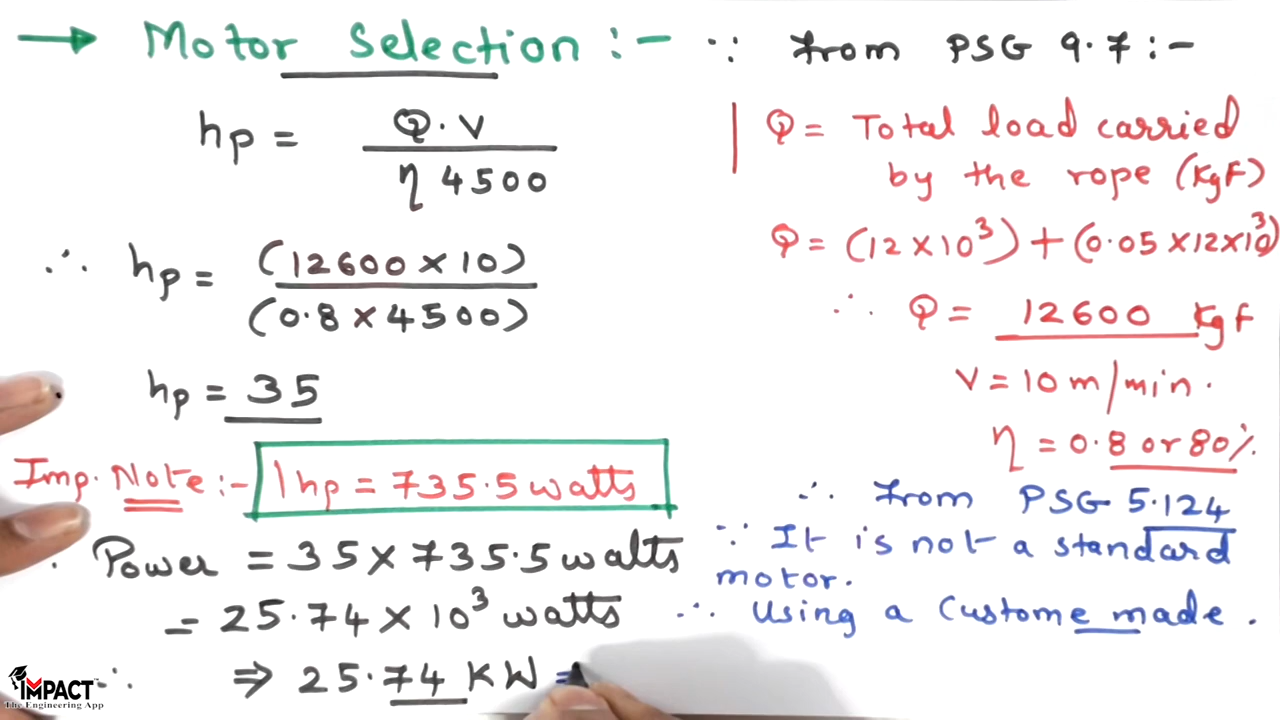 → Motor Selection :-
hp = Q.V / η 4500
∴ hp = (12600 × 10) / (0.8 × 4500)
hp = 35
Imp. Note :- 1 hp = 735.5 watts
Power = 35 × 735.5 watts
= 25.74 × 10³ watts
∴ ⇒ 25.74 KW =
∵ from PSG 9.7 :-
Q = Total load carried
by the rope (KgF)
Q = (12 × 10³) + (0.05 × 12 × 10³)
∴ Q = 12600 KgF
V = 10 m/min.
η = 0.8 or 80%.
∴ from PSG 5.124
∵ It is not a standard
motor.
∴ Using a Custome made.
IMPACT
The Engineering App